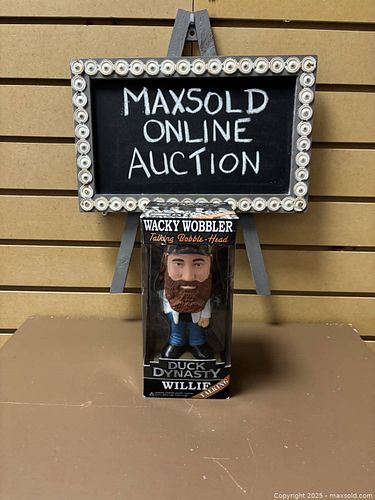 MAXSOLD
ONLINE
AUCTION
WACKY WOBBLER
Talking Bobble-Head
DUCK
DYNASTY
WILLIE
TALKING
Copyright 2025 - maxsold.com